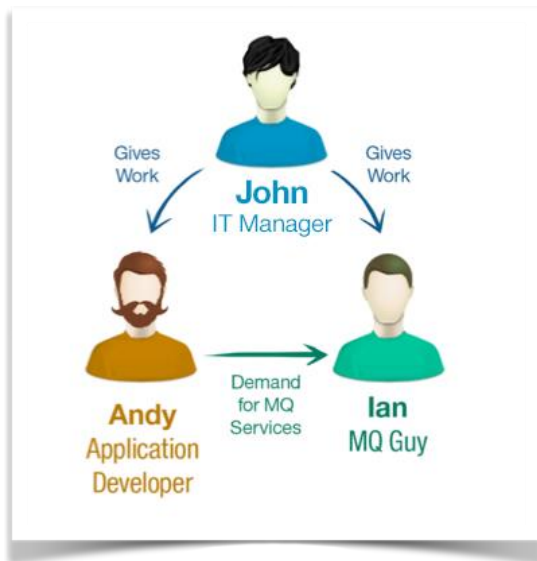 Gives
Work
Gives
Work
John
IT Manager
Demand
for MQ
Services
Andy
Application
Developer
Ian
MQ Guy